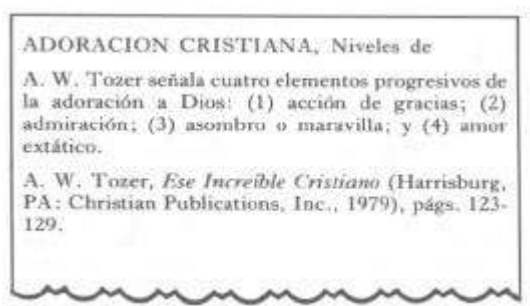 ADORACION CRISTIANA, Niveles de
A. W. Tozer señala cuatro elementos progresivos de
la adoración a Dios: (1) acción de gracias; (2)
admiración; (3) asombro o maravilla; y (4) amor
extático.
A. W. Tozer, Ese Increíble Cristiano (Harrisburg,
PA: Christian Publications, Inc., 1979), págs. 123-
129.